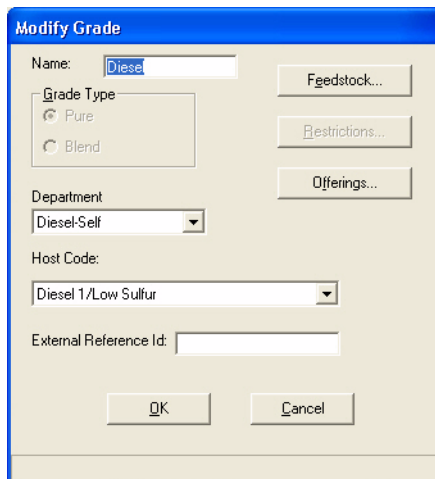 Modify Grade
Name: Diesel
Feedstock...
Grade Type
Pure
Restrictions...
Blend
Offerings...
Department
Diesel-Self
Host Code:
Diesel 1/Low Sulfur
External Reference Id:
OK Cancel